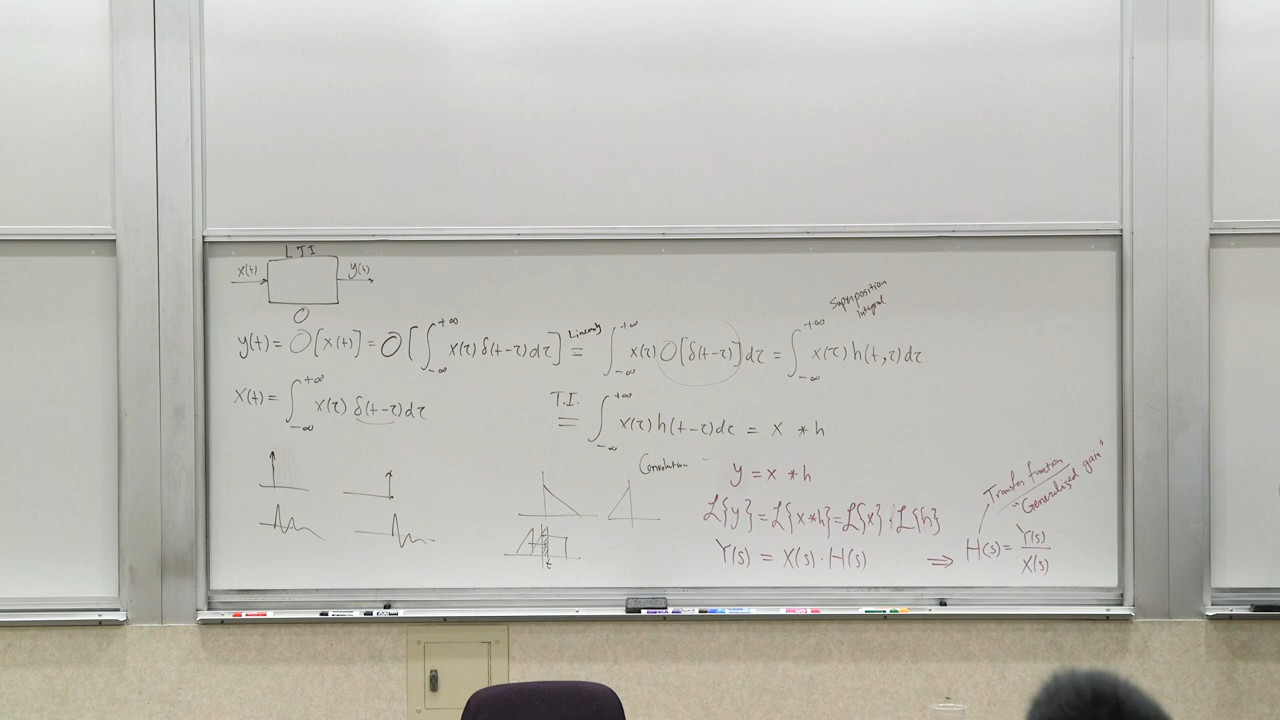 LTI
x(t) y(t)
O
y(t) = O[x(t)] = O[∫_{-∞}^{+∞} x(τ) δ(t-τ) dτ] Linearity = ∫_{-∞}^{+∞} x(τ) O[δ(t-τ)] dτ = ∫_{-∞}^{+∞} x(τ) h(t,τ) dτ
Superposition
Integral
x(t) = ∫_{-∞}^{+∞} x(τ) δ(t-τ) dτ
T.I. = ∫_{-∞}^{+∞} x(τ) h(t-τ) dτ = x * h
Convolution
t
y = x * h
ℒ{y} = ℒ{x*h} = ℒ{x} · ℒ{h}
Y(s) = X(s) · H(s) ⇒ H(s) = Y(s)/X(s)
Transfer function
"Generalized gain"